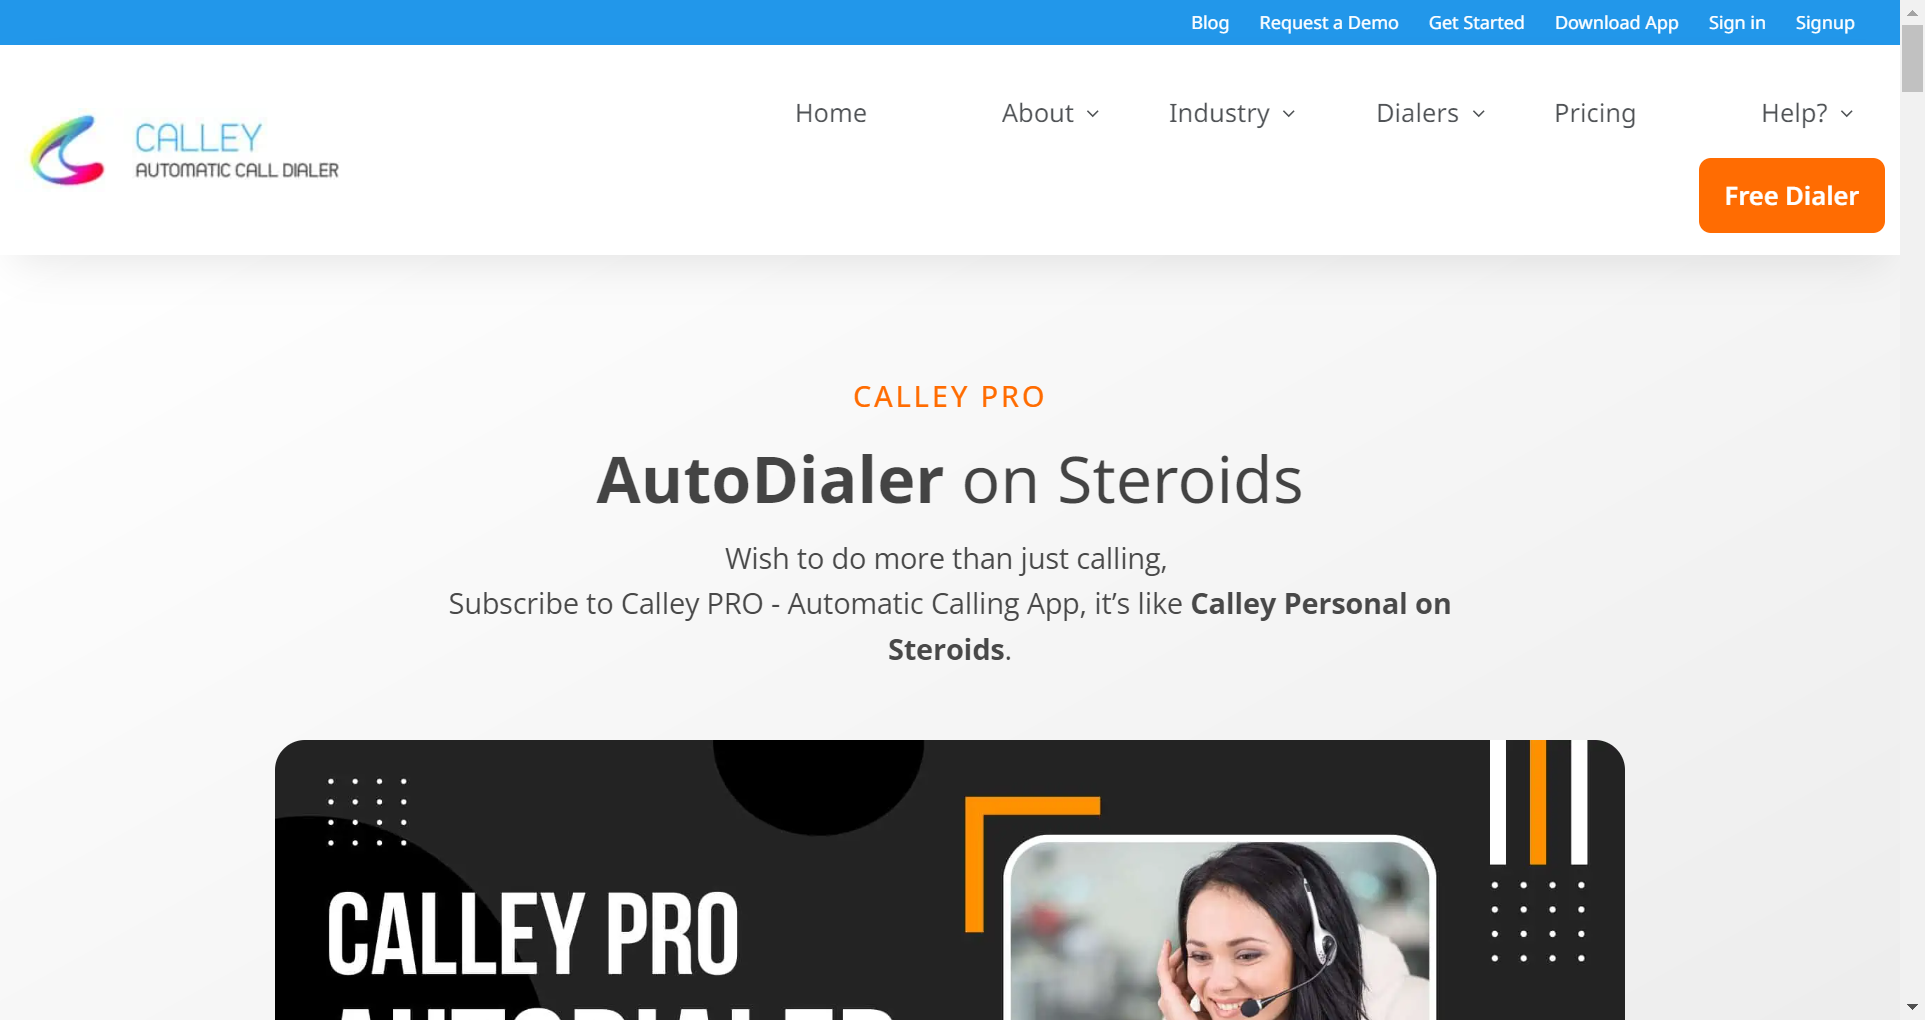 Blog Request a Demo Get Started Download App Sign in Signup
CALLEY
AUTOMATIC CALL DIALER
Home About Industry Dialers Pricing Help?
Free Dialer
CALLEY PRO
AutoDialer on Steroids
Wish to do more than just calling,
Subscribe to Calley PRO - Automatic Calling App, it’s like Calley Personal on
Steroids.
CALLEY PRO
AUTODIALER